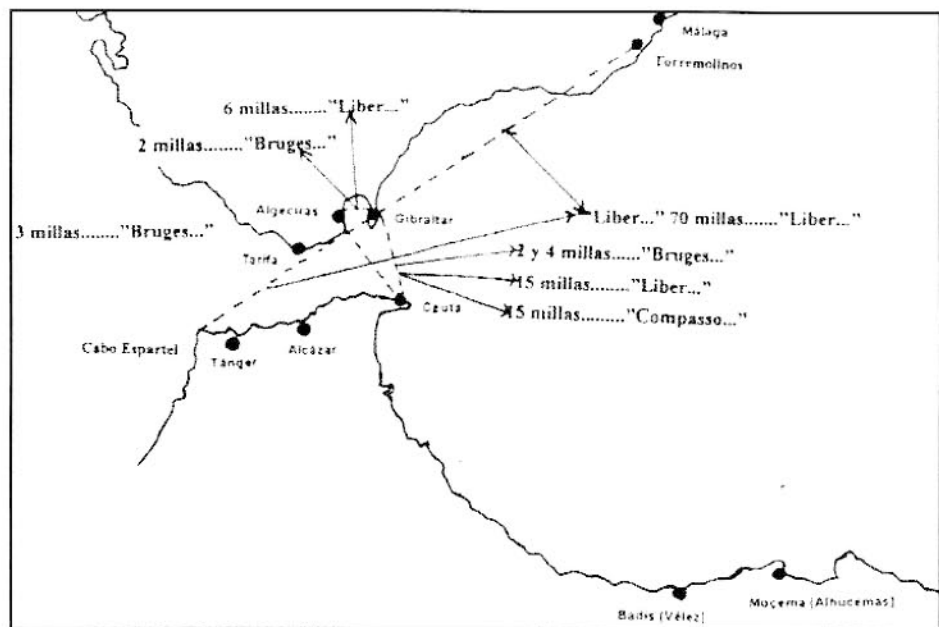 Málaga
Torremolinos
6 millas........"Liber..."
2 millas........"Bruges..."
Algeciras
Gibraltar
Liber..." 70 millas.......“Liber...”
3 millas........"Bruges..."
Tarifa
2 y 4 millas......"Bruges..."
15 millas........"Liber..."
Ceuta
15 millas.........“Compasso...”
Cabo Espartel
Tánger
Alcázar
Moçema (Alhucemas)
Badis (Vélez)